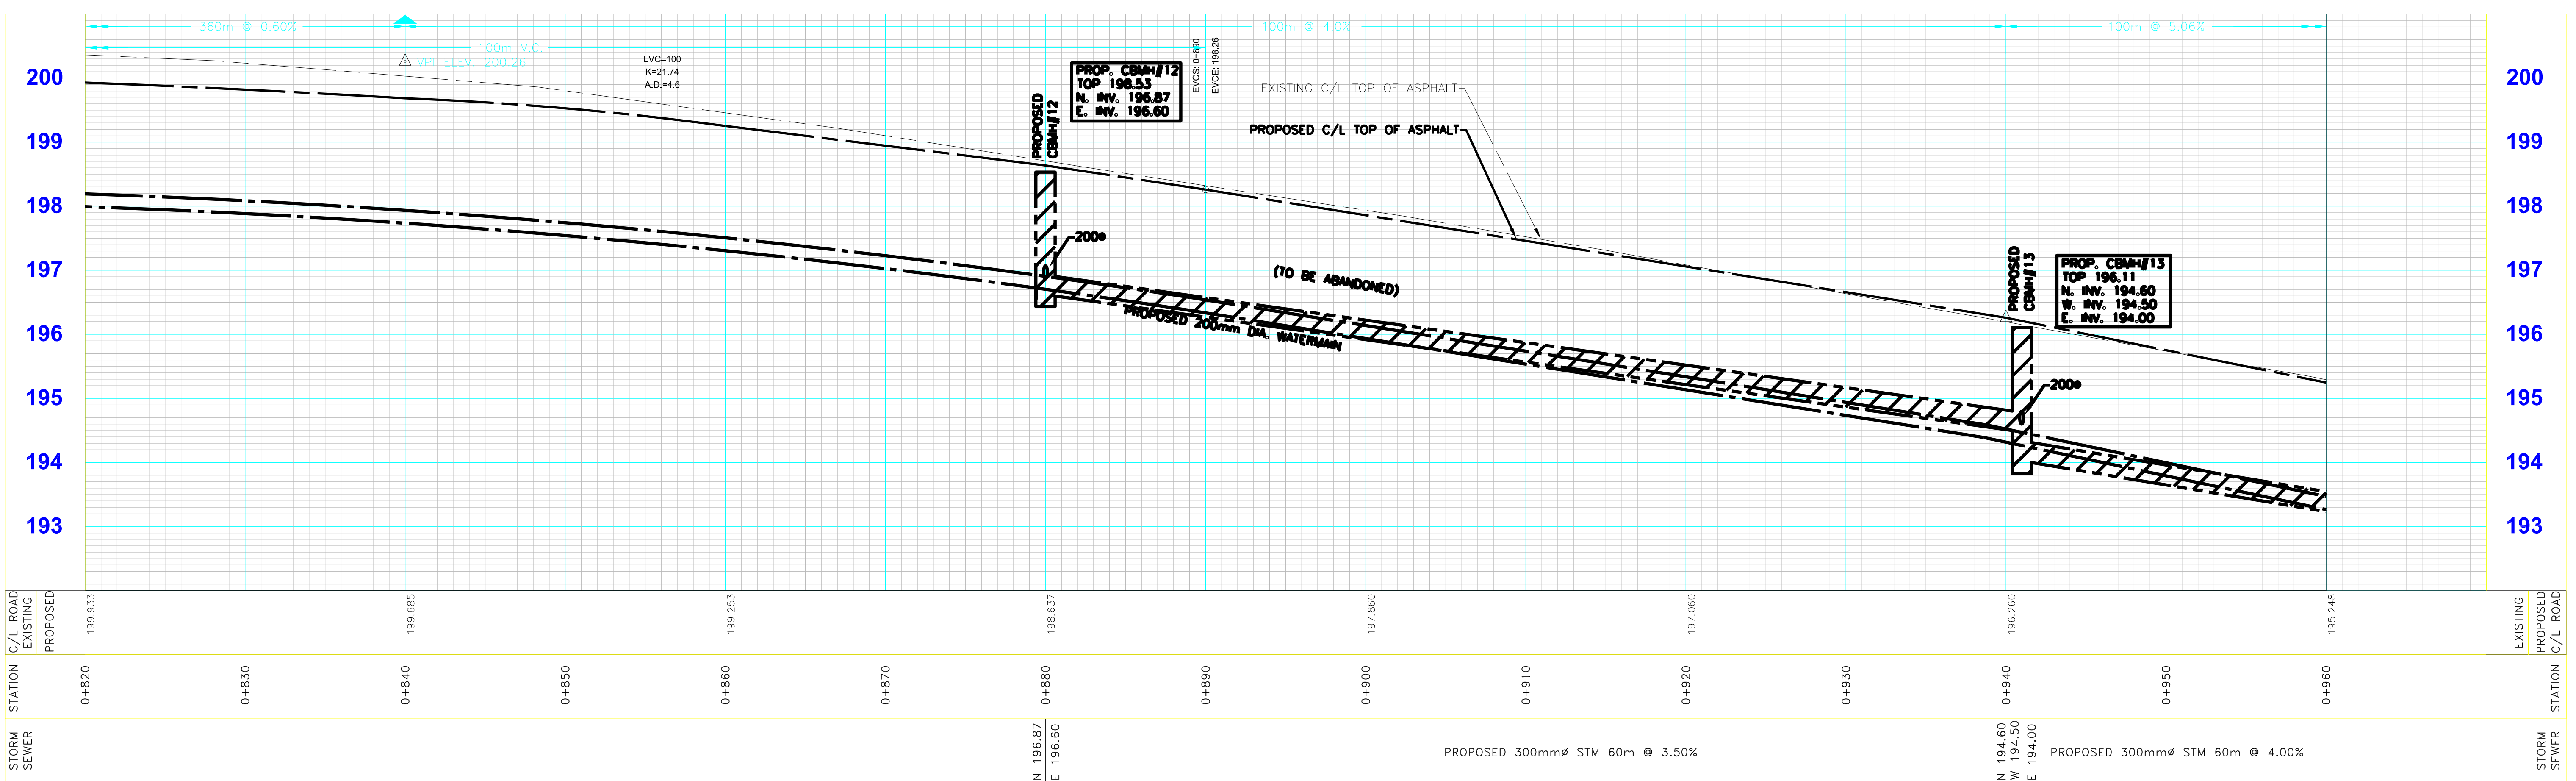 360m @ 0.60%
100m @ 4.0%
100m @ 5.06%
100m V.C.
VPI ELEV. 200.26
LVC=100
K=21.74
A.D.=4.6
EVCS: 0+890
EVCE: 198.26
PROP. CBMH#12
TOP 198.53
N. INV. 196.87
E. INV. 196.60
PROPOSED
CBMH#12
EXISTING C/L TOP OF ASPHALT
PROPOSED C/L TOP OF ASPHALT
200ø
(TO BE ABANDONED)
PROPOSED 200mm DIA. WATERMAIN
PROPOSED
CBMH#13
PROP. CBMH#13
TOP 196.11
N. INV. 194.60
W. INV. 194.50
E. INV. 194.00
200ø
200
199
198
197
196
195
194
193
200
199
198
197
196
195
194
193
C/L ROAD
EXISTING
PROPOSED
199.933
199.685
199.253
198.637
197.860
197.060
196.260
195.248
EXISTING
PROPOSED
C/L ROAD
STATION
0+820
0+830
0+840
0+850
0+860
0+870
0+880
0+890
0+900
0+910
0+920
0+930
0+940
0+950
0+960
STATION
STORM
SEWER
N 196.87
E 196.60
PROPOSED 300mmø STM 60m @ 3.50%
N 194.60
W 194.50
E 194.00
PROPOSED 300mmø STM 60m @ 4.00%
STORM
SEWER